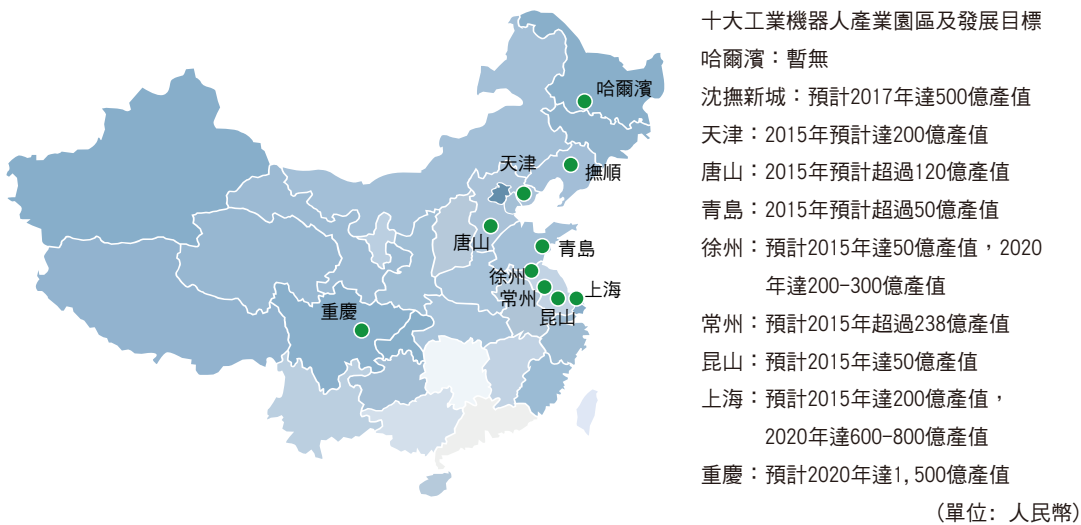 哈爾濱
天津
撫順
唐山
青島
徐州
常州
上海
昆山
重慶
十大工業機器人產業園區及發展目標
哈爾濱：暫無
沈撫新城：預計2017年達500億產值
天津：2015年預計達200億產值
唐山：2015年預計超過120億產值
青島：2015年預計超過50億產值
徐州：預計2015年達50億產值，2020
年達200-300億產值
常州：預計2015年超過238億產值
昆山：預計2015年達50億產值
上海：預計2015年達200億產值，
2020年達600-800億產值
重慶：預計2020年達1,500億產值
(單位: 人民幣)